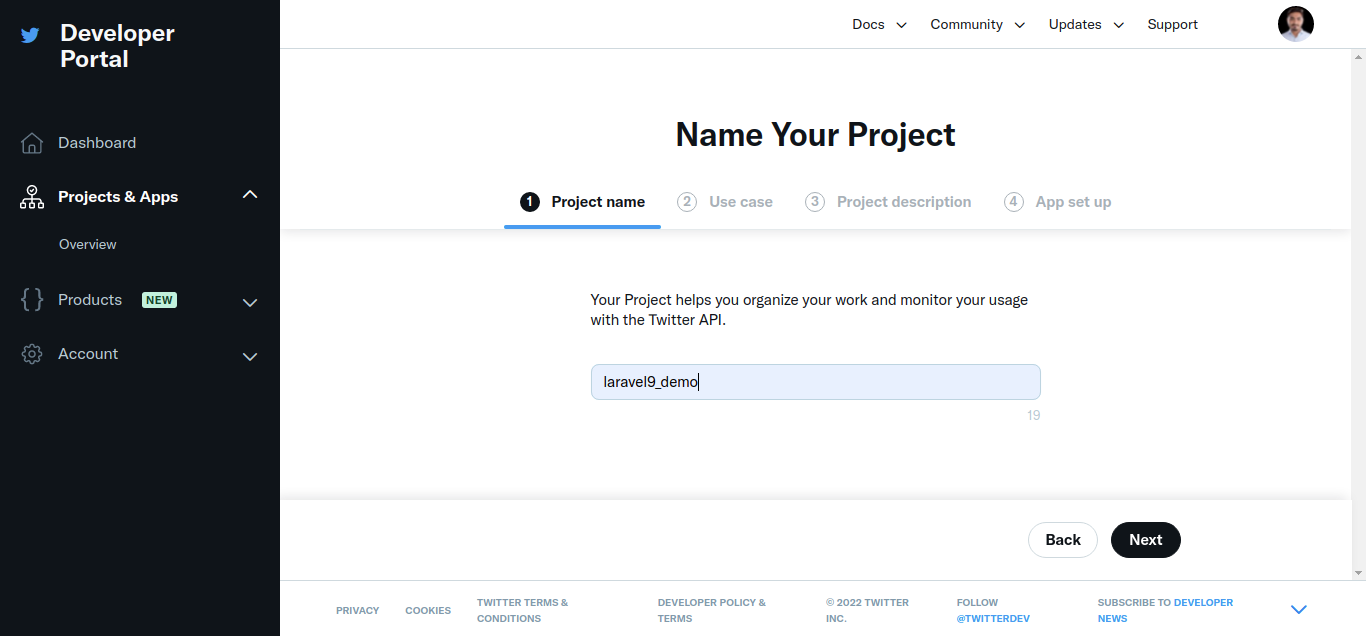 Developer
Portal
Docs
Community
Updates
Support
Dashboard
Projects & Apps
Overview
Products NEW
Account
Name Your Project
1 Project name
2 Use case
3 Project description
4 App set up
Your Project helps you organize your work and monitor your usage
with the Twitter API.
laravel9_demo
19
Back
Next
PRIVACY
COOKIES
TWITTER TERMS &
CONDITIONS
DEVELOPER POLICY &
TERMS
© 2022 TWITTER
INC.
FOLLOW
@TWITTERDEV
SUBSCRIBE TO DEVELOPER
NEWS